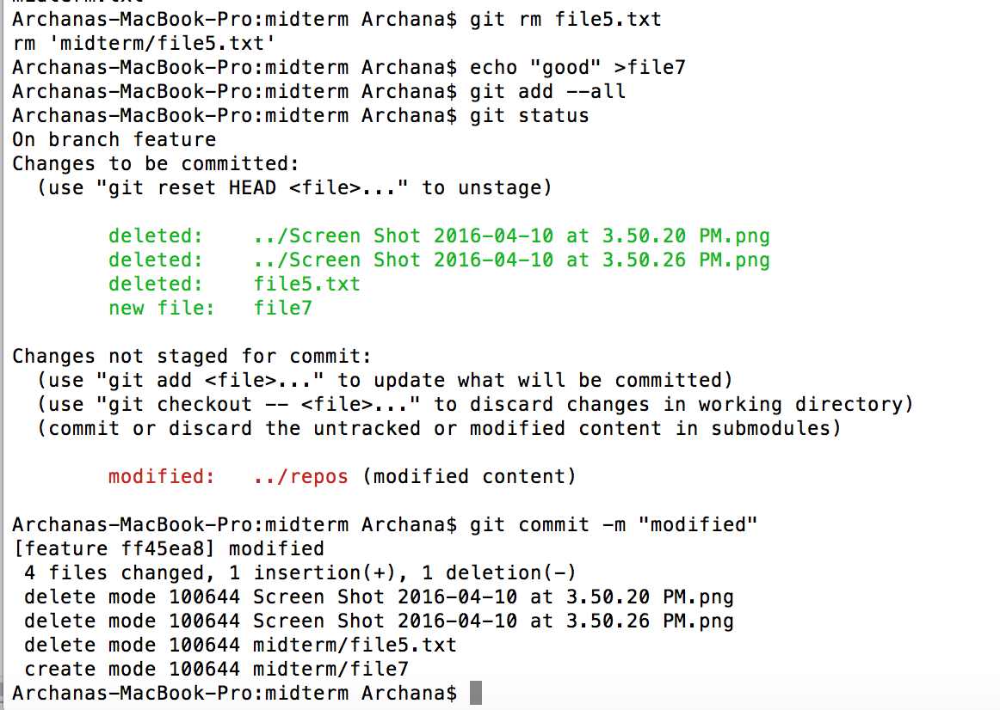 Archanas-MacBook-Pro:midterm Archana$ git rm file5.txt
rm 'midterm/file5.txt'
Archanas-MacBook-Pro:midterm Archana$ echo "good" >file7
Archanas-MacBook-Pro:midterm Archana$ git add --all
Archanas-MacBook-Pro:midterm Archana$ git status
On branch feature
Changes to be committed:
  (use "git reset HEAD <file>..." to unstage)

        deleted:    ../Screen Shot 2016-04-10 at 3.50.20 PM.png
        deleted:    ../Screen Shot 2016-04-10 at 3.50.26 PM.png
        deleted:    file5.txt
        new file:   file7

Changes not staged for commit:
  (use "git add <file>..." to update what will be committed)
  (use "git checkout -- <file>..." to discard changes in working directory)
  (commit or discard the untracked or modified content in submodules)

        modified:   ../repos (modified content)

Archanas-MacBook-Pro:midterm Archana$ git commit -m "modified"
[feature ff45ea8] modified
 4 files changed, 1 insertion(+), 1 deletion(-)
 delete mode 100644 Screen Shot 2016-04-10 at 3.50.20 PM.png
 delete mode 100644 Screen Shot 2016-04-10 at 3.50.26 PM.png
 delete mode 100644 midterm/file5.txt
 create mode 100644 midterm/file7
Archanas-MacBook-Pro:midterm Archana$